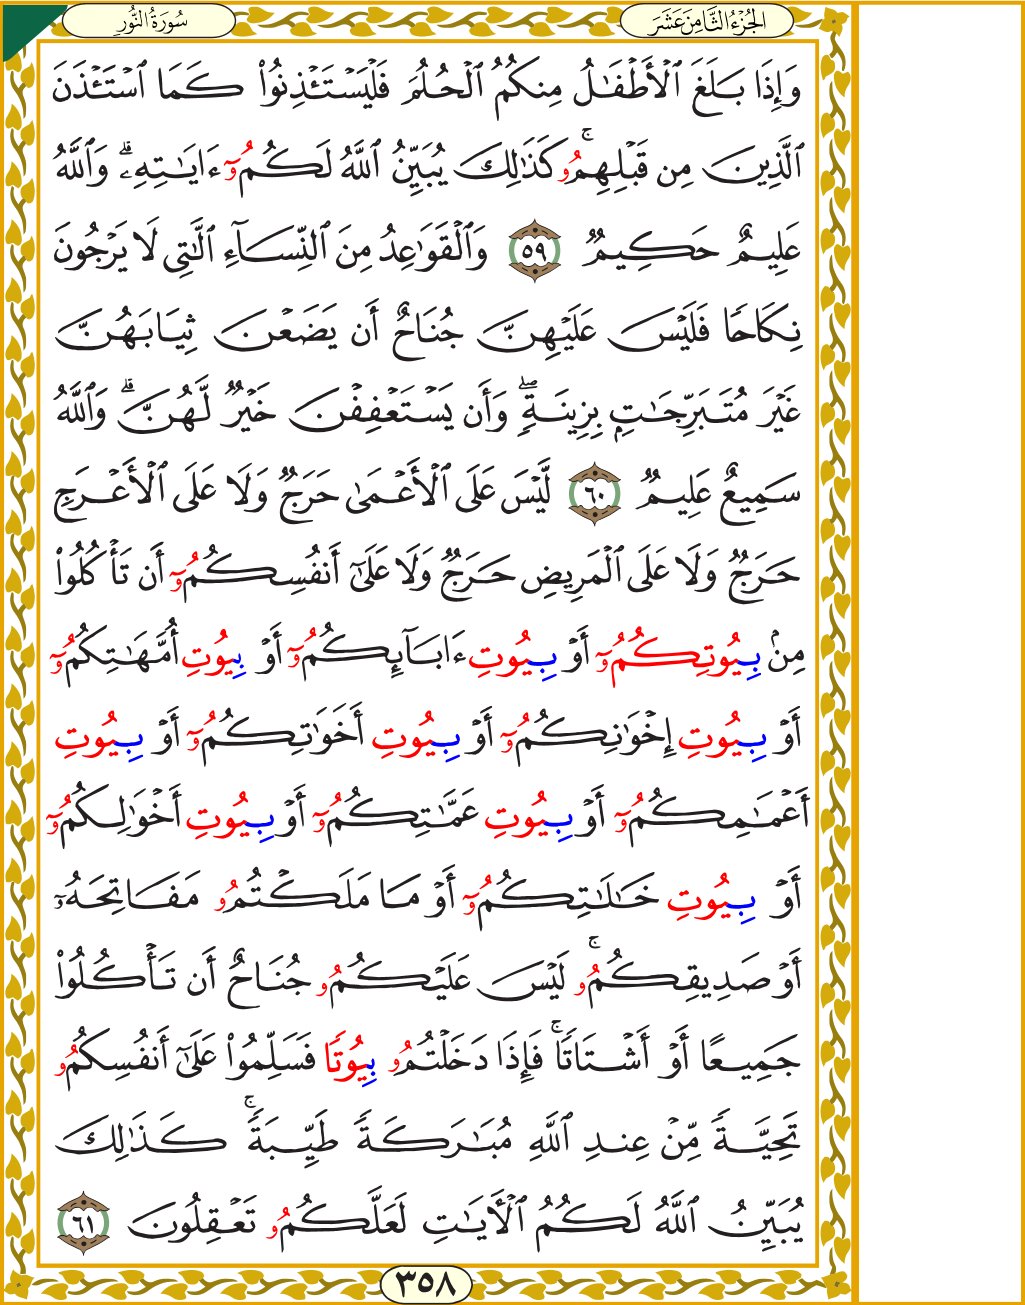 سُورَةُ النُّورِ
الجُزْءُ الثَّامِنَ عَشَرَ
وَإِذَا بَلَغَ ٱلْأَطْفَٰلُ مِنكُمُ ٱلْحُلُمَ فَلْيَسْتَـْٔذِنُوا۟ كَمَا ٱسْتَـْٔذَنَ
ٱلَّذِينَ مِن قَبْلِهِمُۥ ۚ كَذَٰلِكَ يُبَيِّنُ ٱللَّهُ لَكُمُۥٓ ءَايَٰتِهِۦ ۗ وَٱللَّهُ
عَلِيمٌ حَكِيمٌ ٥٩ وَٱلْقَوَٰعِدُ مِنَ ٱلنِّسَآءِ ٱلَّٰتِى لَا يَرْجُونَ
نِكَاحًا فَلَيْسَ عَلَيْهِنَّ جُنَاحٌ أَن يَضَعْنَ ثِيَابَهُنَّ
غَيْرَ مُتَبَرِّجَٰتٍۭ بِزِينَةٍ ۖ وَأَن يَسْتَعْفِفْنَ خَيْرٌ لَّهُنَّ ۗ وَٱللَّهُ
سَمِيعٌ عَلِيمٌ ٦٠ لَّيْسَ عَلَى ٱلْأَعْمَىٰ حَرَجٌ وَلَا عَلَى ٱلْأَعْرَجِ
حَرَجٌ وَلَا عَلَى ٱلْمَرِيضِ حَرَجٌ وَلَا عَلَىٰٓ أَنفُسِكُمُۥٓ أَن تَأْكُلُوا۟
مِنۢ بِيُوتِكُمُۥٓ أَوْ بِيُوتِ ءَابَآئِكُمُۥٓ أَوْ بِيُوتِ أُمَّهَٰتِكُمُۥٓ
أَوْ بِيُوتِ إِخْوَٰنِكُمُۥٓ أَوْ بِيُوتِ أَخَوَٰتِكُمُۥٓ أَوْ بِيُوتِ
أَعْمَٰمِكُمُۥٓ أَوْ بِيُوتِ عَمَّٰتِكُمُۥٓ أَوْ بِيُوتِ أَخْوَٰلِكُمُۥٓ
أَوْ بِيُوتِ خَٰلَٰتِكُمُۥٓ أَوْ مَا مَلَكْتُمُۥ مَفَاتِحَهُۥٓ
أَوْ صَدِيقِكُمُۥ ۚ لَيْسَ عَلَيْكُمُۥ جُنَاحٌ أَن تَأْكُلُوا۟
جَمِيعًا أَوْ أَشْتَاتًا ۚ فَإِذَا دَخَلْتُمُۥ بِيُوتًا فَسَلِّمُوا۟ عَلَىٰٓ أَنفُسِكُمُۥ
تَحِيَّةً مِّنْ عِندِ ٱللَّهِ مُبَٰرَكَةً طَيِّبَةً ۚ كَذَٰلِكَ
يُبَيِّنُ ٱللَّهُ لَكُمُ ٱلْأَيَٰتِ لَعَلَّكُمُۥ تَعْقِلُونَ ٦١
٣٥٨